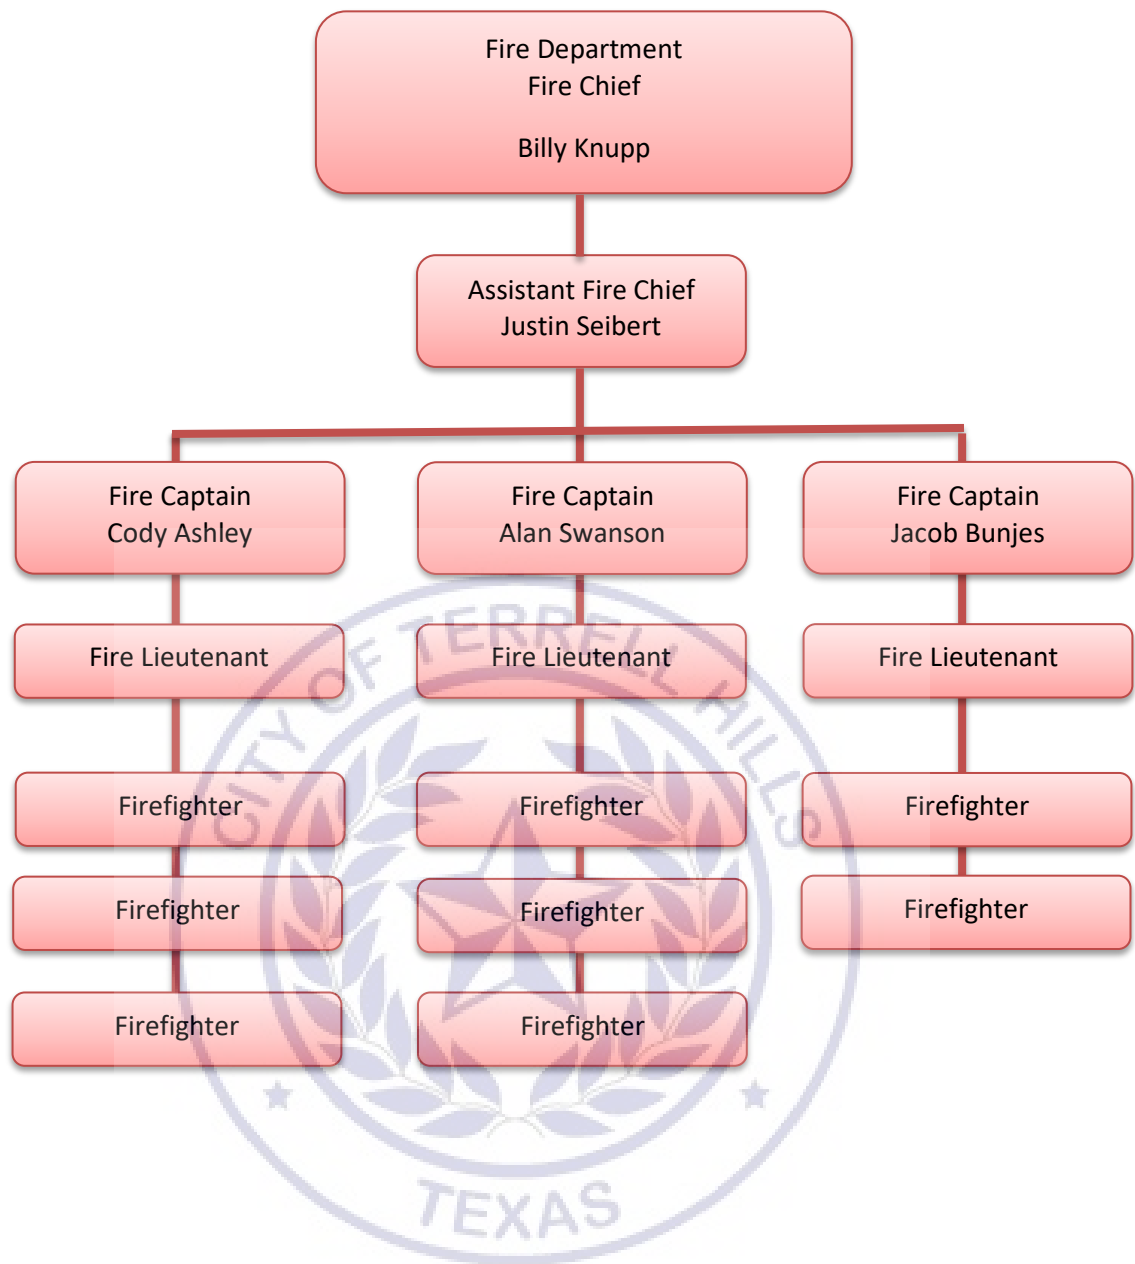 Fire Department
Fire Chief
Billy Knupp
Assistant Fire Chief
Justin Seibert
Fire Captain
Cody Ashley
Fire Captain
Alan Swanson
Fire Captain
Jacob Bunjes
Fire Lieutenant
Fire Lieutenant
Fire Lieutenant
Firefighter
Firefighter
Firefighter
Firefighter
Firefighter
Firefighter
Firefighter
Firefighter
CITY OF TERRELL HILLS
TEXAS